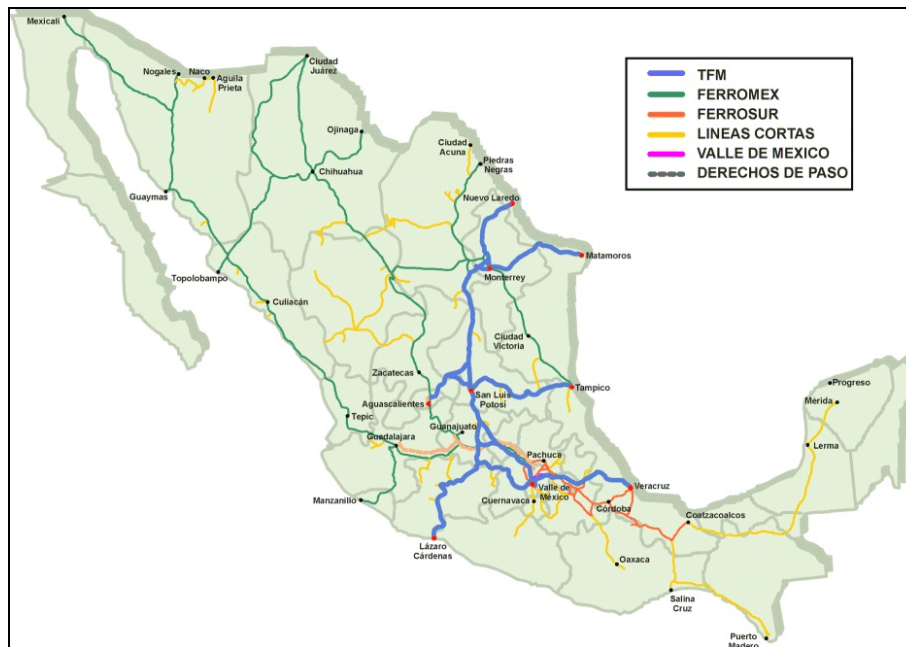 Mexicali
Nogales
Naco
Aguila
Prieta
Ciudad
Juárez
Ojinaga
Ciudad
Acuna
Piedras
Negras
Chihuahua
Guaymas
Nuevo Laredo
Matamoros
Topolobampo
Monterrey
Culiacán
Ciudad
Victoria
Zacatecas
Tampico
Aguascalientes
San Luis
Potosí
Tepic
Guanajuato
Guadalajara
Pachuca
Manzanillo
Valle de
México
Veracruz
Cuernavaca
Córdoba
Coatzacoalcos
Lázaro
Cárdenas
Oaxaca
Salina
Cruz
Puerto
Madero
Progreso
Mérida
Lerma
TFM
FERROMEX
FERROSUR
LINEAS CORTAS
VALLE DE MEXICO
DERECHOS DE PASO